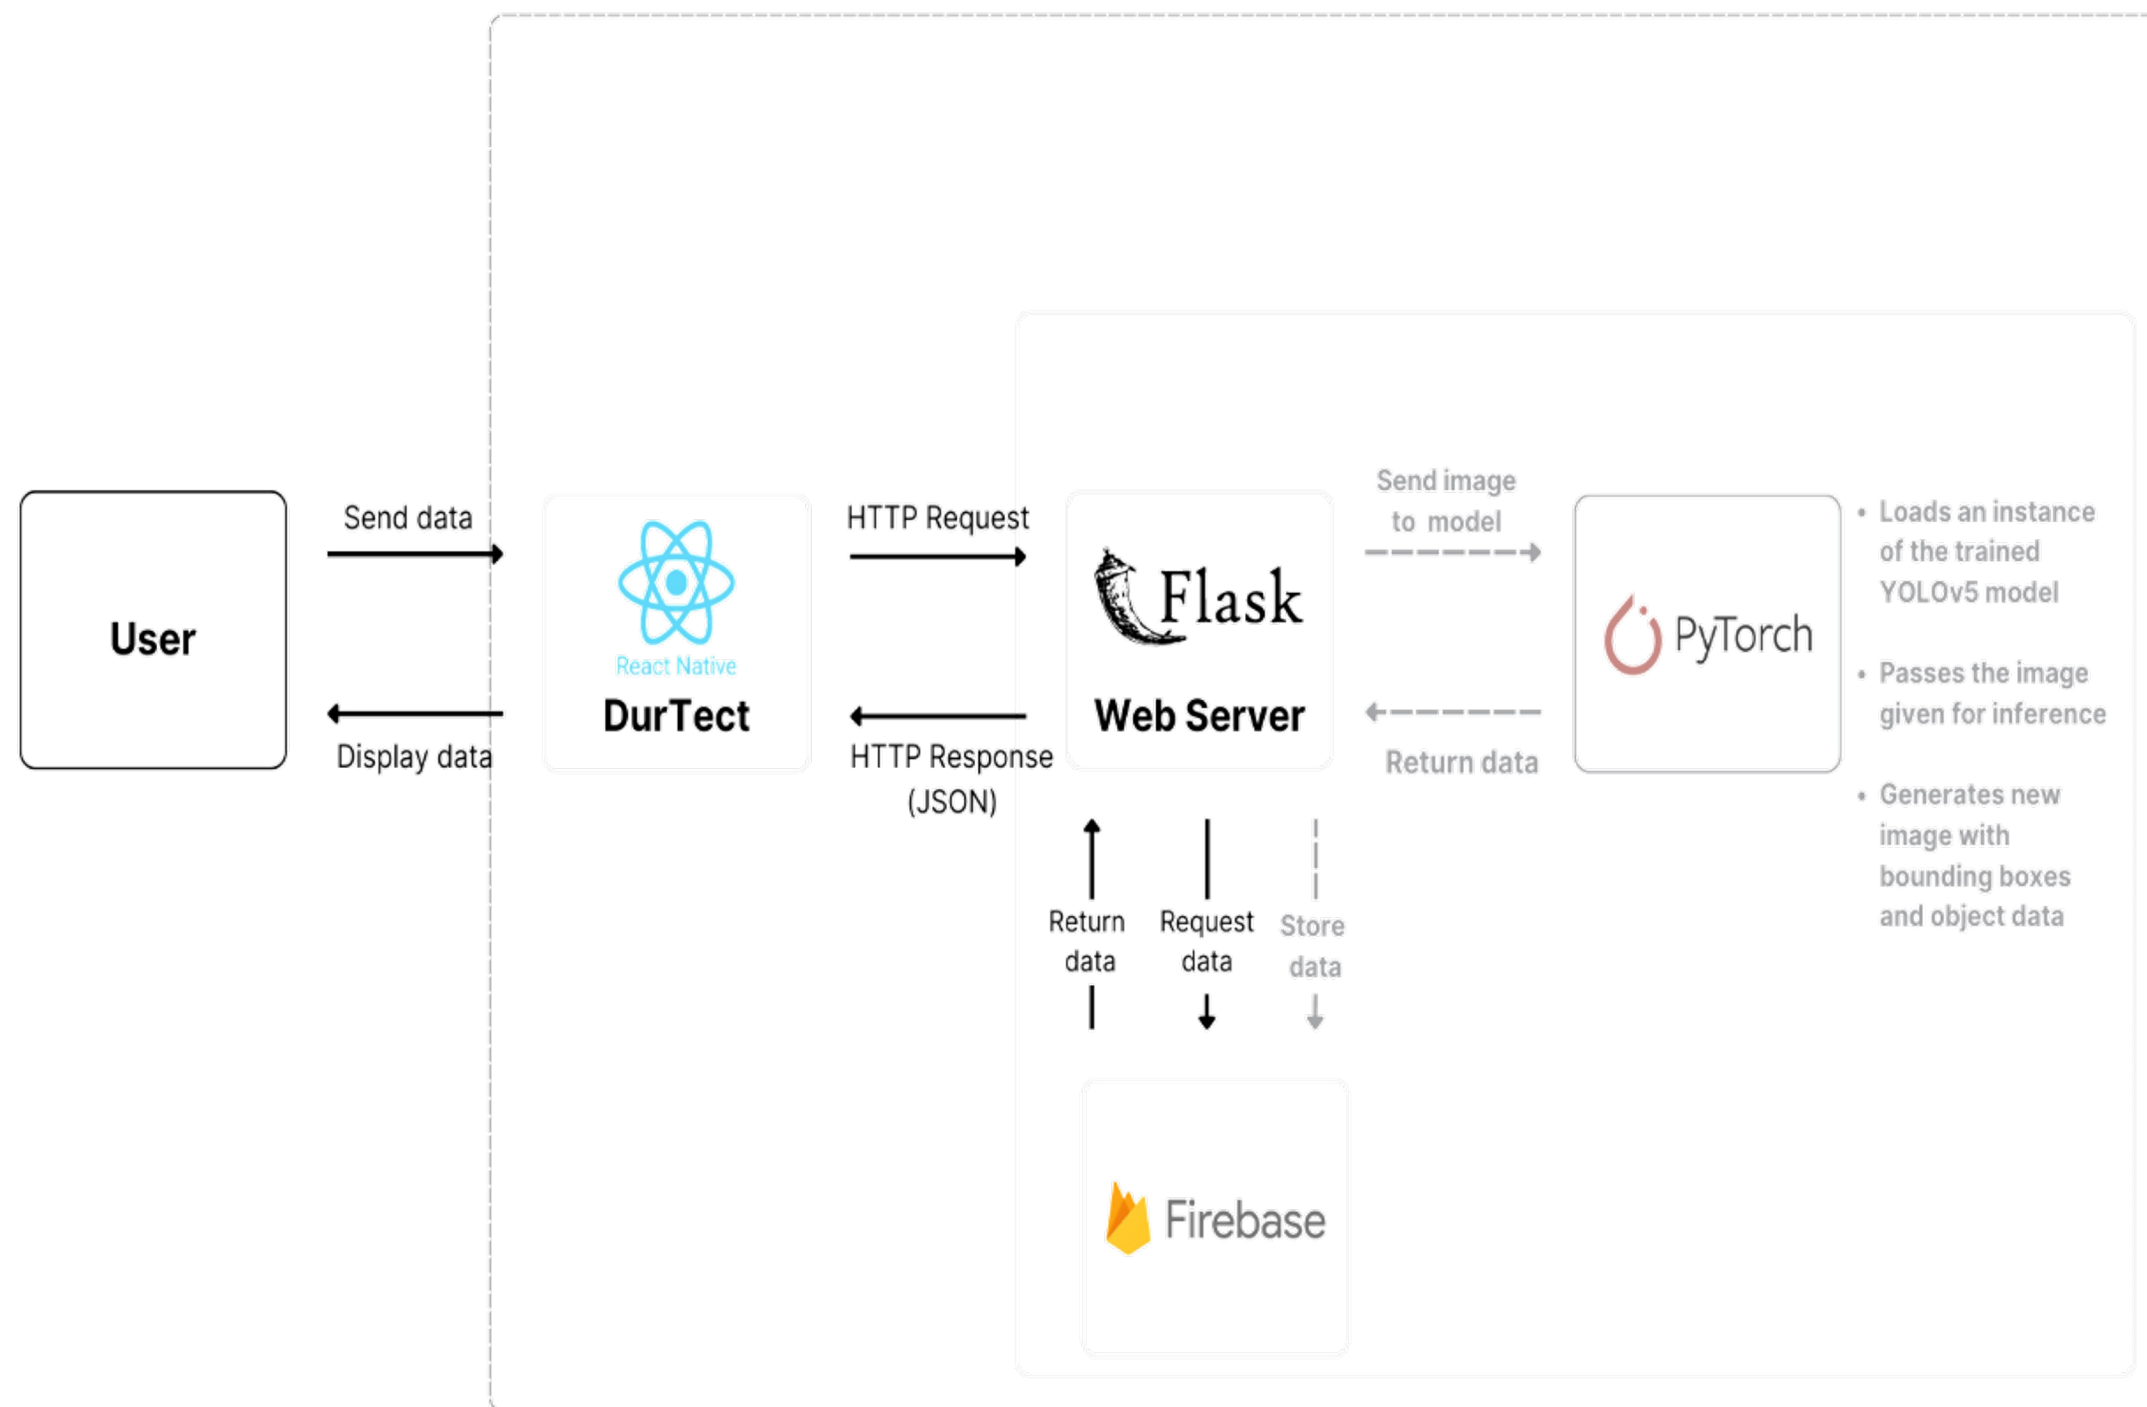 User
Send data
Display data
React Native
DurTect
HTTP Request
HTTP Response
(JSON)
Flask
Web Server
Send image
to model
Return data
PyTorch
• Loads an instance
of the trained
YOLOv5 model
• Passes the image
given for inference
• Generates new
image with
bounding boxes
and object data
Return
data
Request
data
Store
data
Firebase